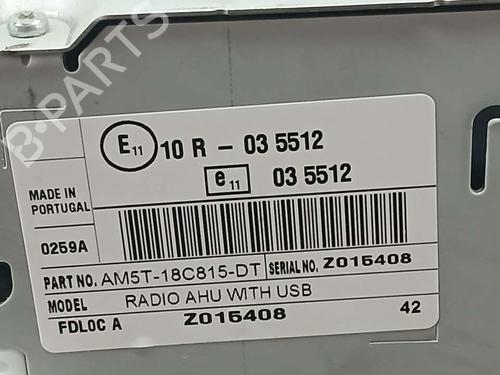 B-PARTS
E11 10 R - 03 5512
e11 03 5512
MADE IN
PORTUGAL
0259A
PART NO. AM5T-18C815-DT SERIAL NO. Z015408
MODEL RADIO AHU WITH USB
FDL0C A Z015408 42